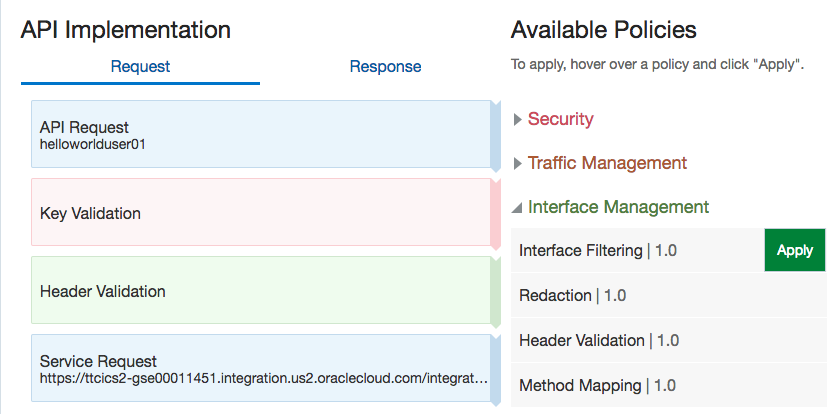 API Implementation
Request
Response
API Request
helloworlduser01
Key Validation
Header Validation
Service Request
https://ttcics2-gse00011451.integration.us2.oraclecloud.com/integrat...
Available Policies
To apply, hover over a policy and click "Apply".
Security
Traffic Management
Interface Management
Interface Filtering | 1.0
Apply
Redaction | 1.0
Header Validation | 1.0
Method Mapping | 1.0